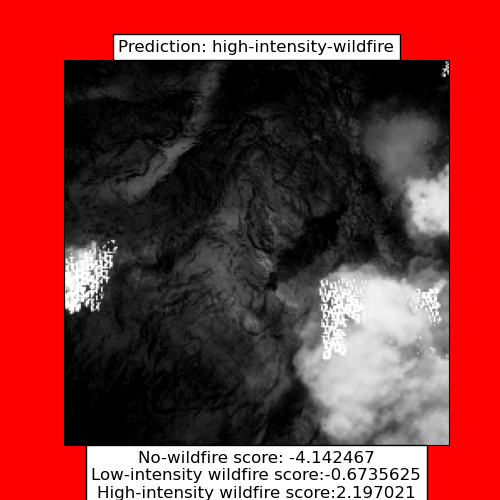 Prediction: high-intensity-wildfire
No-wildfire score: -4.142467
Low-intensity wildfire score:-0.6735625
High-intensity wildfire score:2.197021